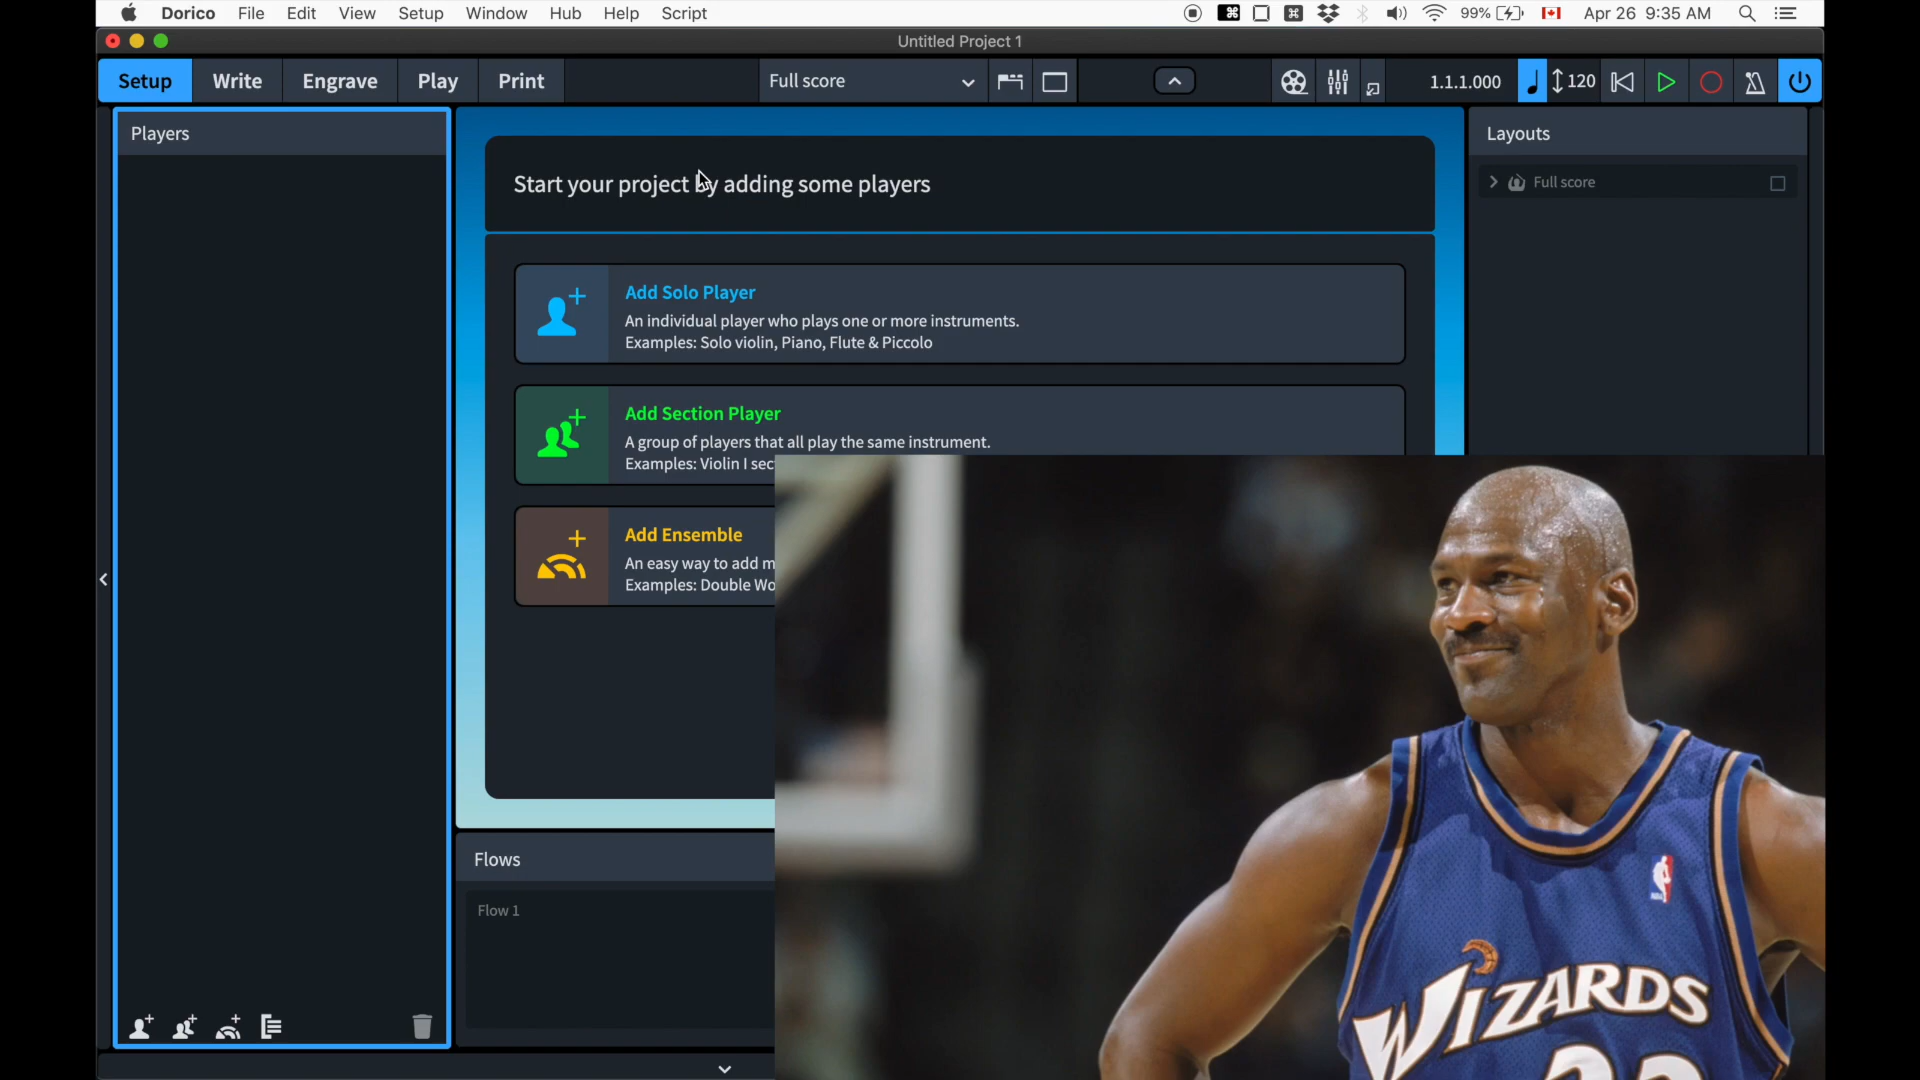 Dorico File Edit View Setup Window Hub Help Script 99% Apr 26 9:35 AM
Untitled Project 1
Setup Write Engrave Play Print Full score 1.1.1.000 120
Players
Start your project by adding some players
Layouts
Full score
Add Solo Player
An individual player who plays one or more instruments.
Examples: Solo violin, Piano, Flute & Piccolo
Add Section Player
A group of players that all play the same instrument.
Examples: Violin I sec
Add Ensemble
An easy way to add m
Examples: Double Wo
Flows
Flow 1
WIZARDS